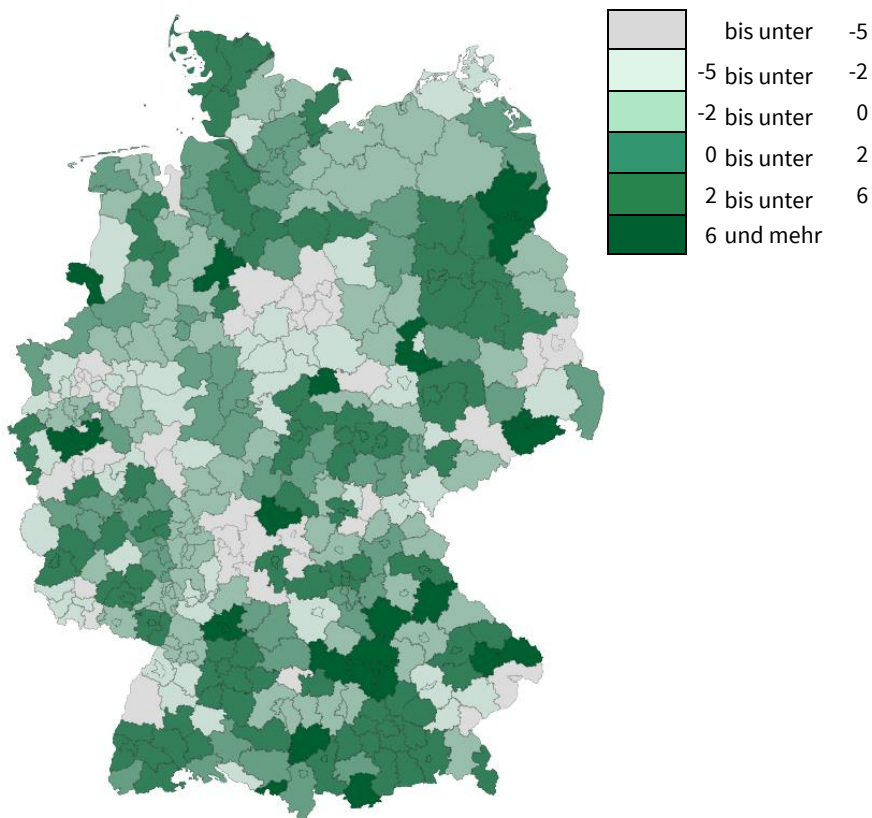 bis unter -5
-5 bis unter -2
-2 bis unter 0
0 bis unter 2
2 bis unter 6
6 und mehr